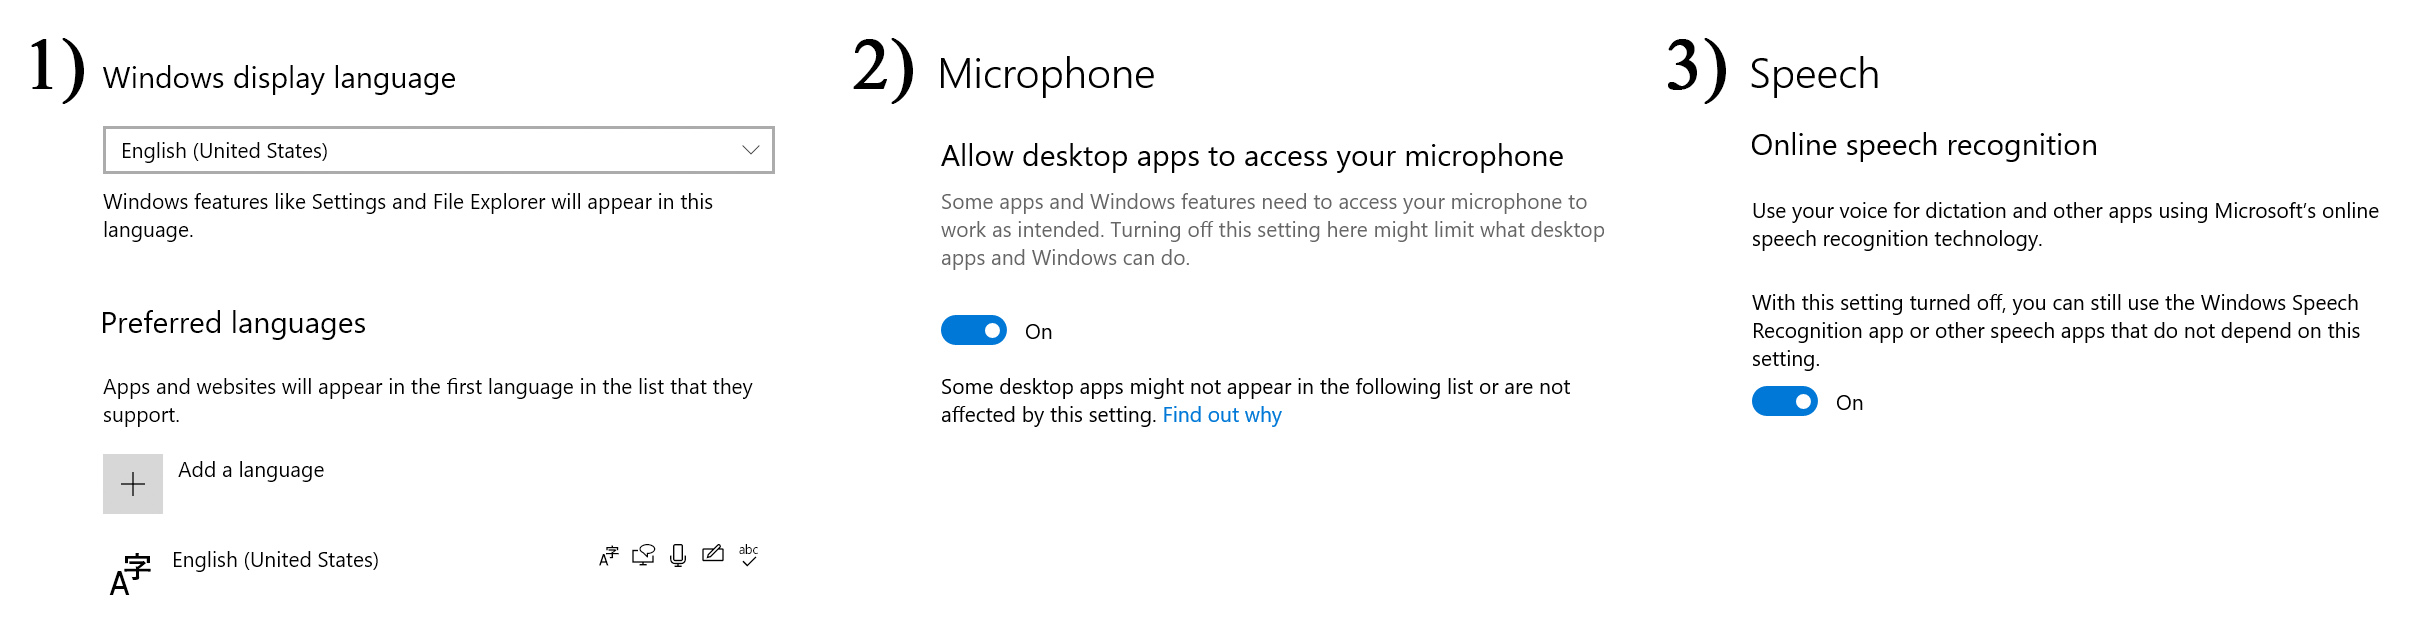 1) Windows display language
English (United States)
Windows features like Settings and File Explorer will appear in this
language.
Preferred languages
Apps and websites will appear in the first language in the list that they
support.
Add a language
A字 English (United States) A字 abc
2) Microphone
Allow desktop apps to access your microphone
Some apps and Windows features need to access your microphone to
work as intended. Turning off this setting here might limit what desktop
apps and Windows can do.
On
Some desktop apps might not appear in the following list or are not
affected by this setting. Find out why
3) Speech
Online speech recognition
Use your voice for dictation and other apps using Microsoft’s online
speech recognition technology.
With this setting turned off, you can still use the Windows Speech
Recognition app or other speech apps that do not depend on this
setting.
On